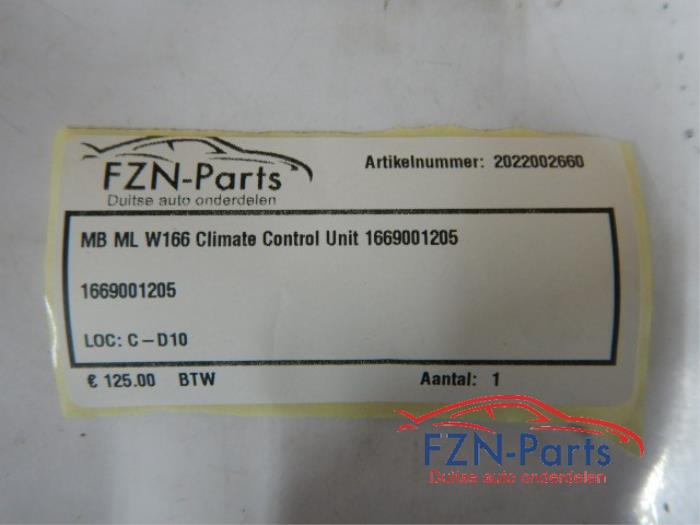 FZN-Parts
Duitse auto onderdelen
Artikelnummer: 2022002660
MB ML W166 Climate Control Unit 1669001205
1669001205
LOC: C-D10
€ 125.00 BTW
Aantal: 1
FZN-Parts
Duitse auto onderdelen